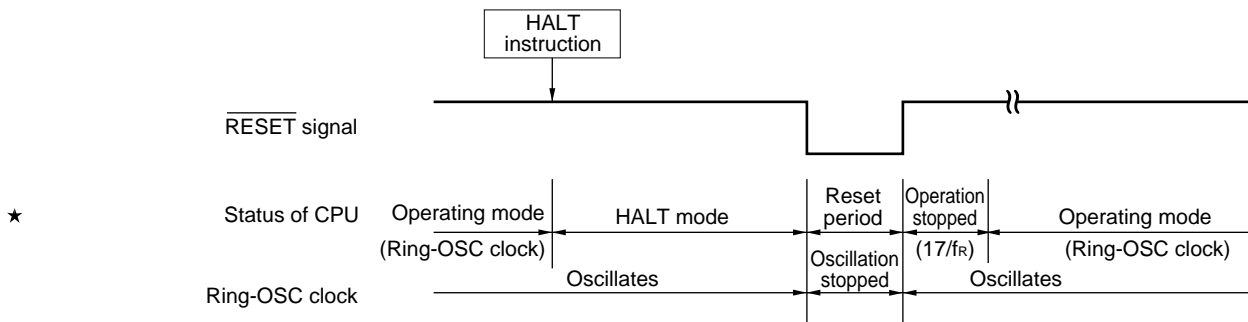 HALT
instruction
RESET signal
★ Status of CPU
Operating mode
(Ring-OSC clock)
HALT mode
Reset
period
Operation
stopped
(17/fR)
Operating mode
(Ring-OSC clock)
Ring-OSC clock
Oscillates
Oscillation
stopped
Oscillates